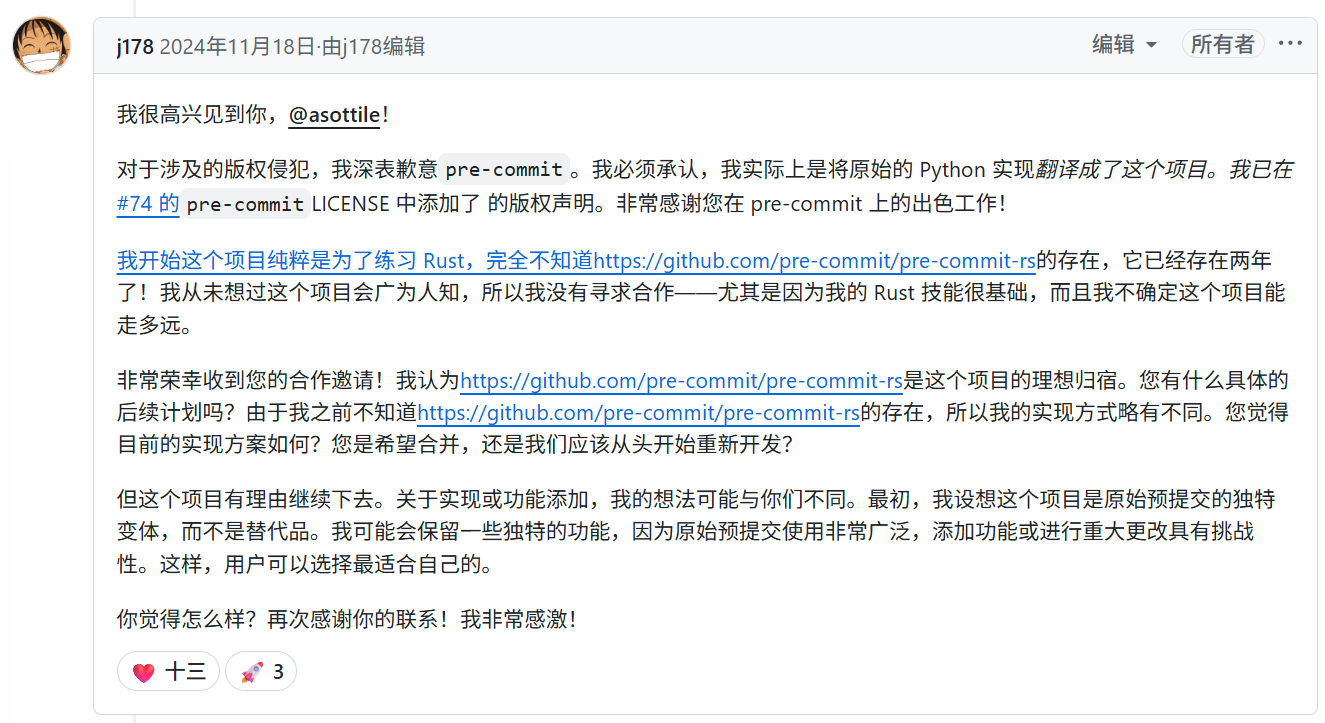 j178 2024年11月18日·由j178编辑 编辑 所有者 ...
我很高兴见到你，@asottile！
对于涉及的版权侵犯，我深表歉意 pre-commit 。我必须承认，我实际上是将原始的 Python 实现翻译成了这个项目。我已在
#74 的 pre-commit LICENSE 中添加了 的版权声明。非常感谢您在 pre-commit 上的出色工作！
我开始这个项目纯粹是为了练习 Rust，完全不知道https://github.com/pre-commit/pre-commit-rs的存在，它已经存在两年
了！我从未想过这个项目会广为人知，所以我没有寻求合作——尤其是因为我的 Rust 技能很基础，而且我不确定这个项目能
走多远。
非常荣幸收到您的合作邀请！我认为https://github.com/pre-commit/pre-commit-rs是这个项目的理想归宿。您有什么具体的
后续计划吗？由于我之前不知道https://github.com/pre-commit/pre-commit-rs的存在，所以我的实现方式略有不同。您觉得
目前的实现方案如何？您是希望合并，还是我们应该从头开始重新开发？
但这个项目有理由继续下去。关于实现或功能添加，我的想法可能与你们不同。最初，我设想这个项目是原始预提交的独特
变体，而不是替代品。我可能会保留一些独特的功能，因为原始预提交使用非常广泛，添加功能或进行重大更改具有挑战
性。这样，用户可以选择最适合自己的。
你觉得怎么样？再次感谢你的联系！我非常感激！
❤️ 十三 🚀 3